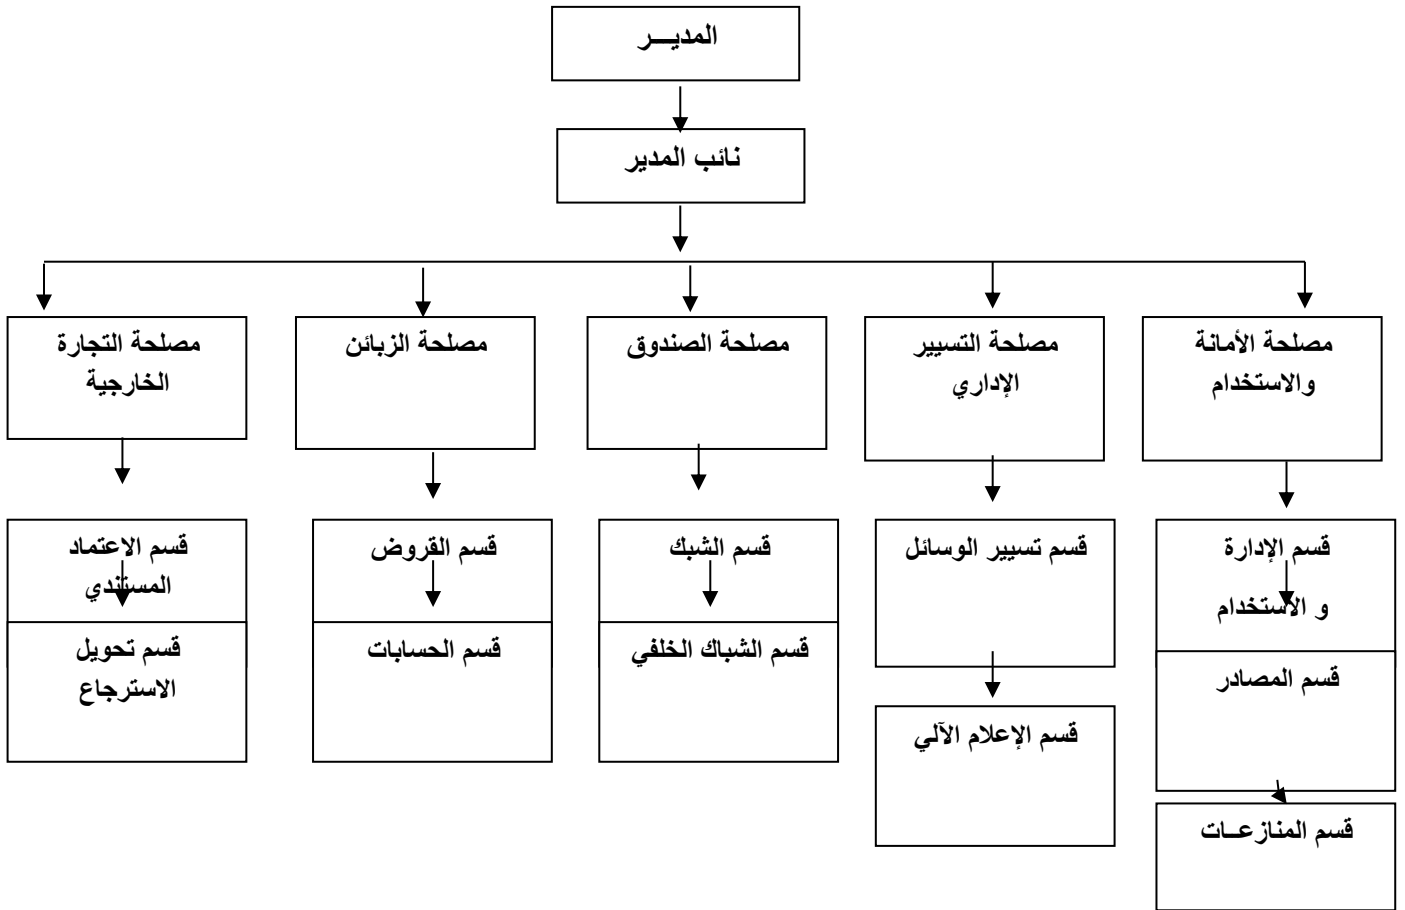 المديـــر
نائب المدير
مصلحة الأمانة
والاستخدام
مصلحة التسيير
الإداري
مصلحة الصندوق
مصلحة الزبائن
مصلحة التجارة
الخارجية
قسم الإدارة
و الاستخدام
قسم تسيير الوسائل
قسم الشبك
قسم القروض
قسم الاعتماد
المستندي
قسم المصادر
قسم الإعلام الآلي
قسم الشباك الخلفي
قسم الحسابات
قسم تحويل
الاسترجاع
قسم المنازعــات